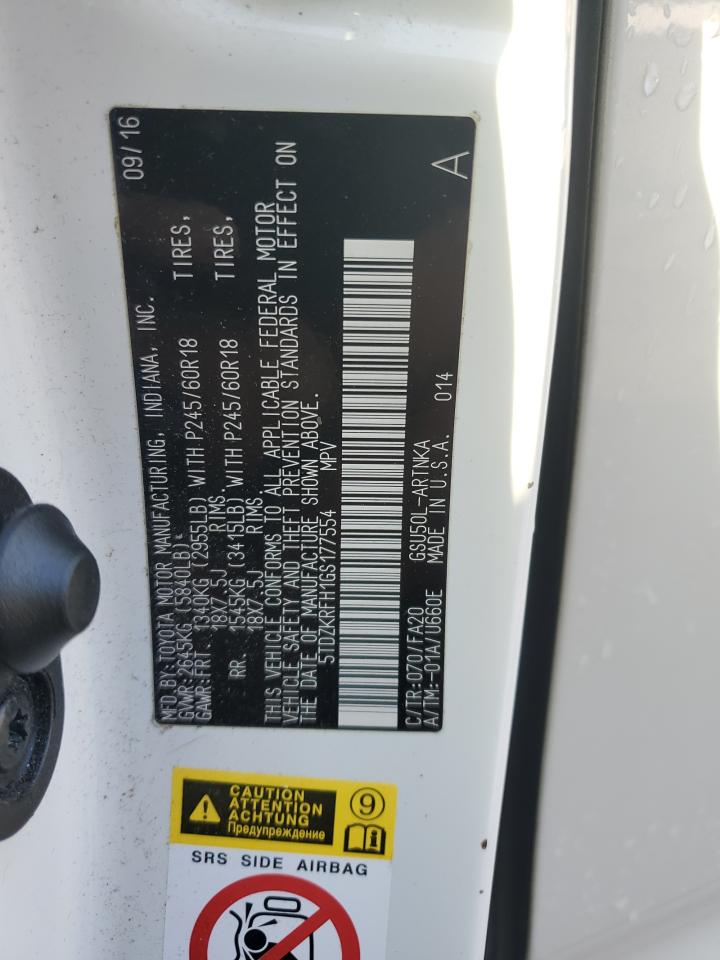 MFD BY:TOYOTA MOTOR MANUFACTURING, INDIANA, INC. 09/16
GVWR:2645KG (5840LB)
GAWR:FRT. 1340KG (2955LB) WITH P245/60R18 TIRES,
18X7.5J RIMS
RR. 1545KG (3415LB) WITH P245/60R18 TIRES,
18X7.5J RIMS
THIS VEHICLE CONFORMS TO ALL APPLICABLE FEDERAL MOTOR
VEHICLE SAFETY AND THEFT PREVENTION STANDARDS IN EFFECT ON
THE DATE OF MANUFACTURE SHOWN ABOVE.
5TDZKRFH1GS177554 MPV
C/TR:070/FA20 GSU50L-ARTNKA
A/TM:-01A/U660E MADE IN U.S.A. 014 A
CAUTION
ATTENTION
ACHTUNG
Предупреждение
9
SRS SIDE AIRBAG